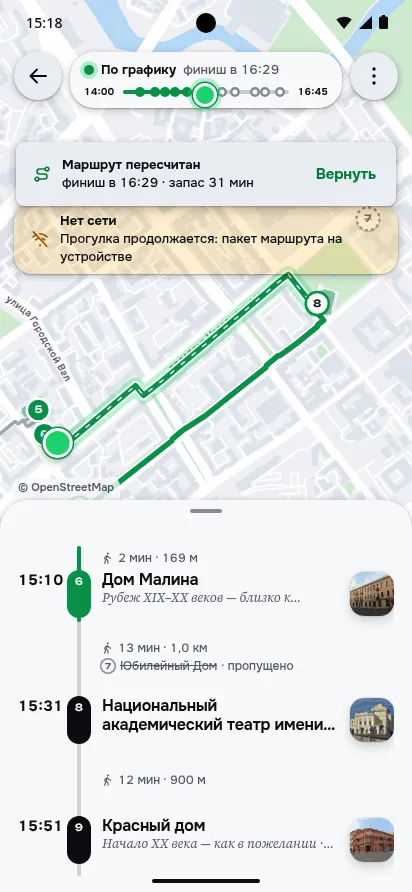 15:18
По графику финиш в 16:29
14:00
16:45
Маршрут пересчитан
финиш в 16:29 · запас 31 мин
Вернуть
Нет сети
Прогулка продолжается: пакет маршрута на
устройстве
7
8
улица Городской Вал
5
© OpenStreetMap
2 мин · 169 м
15:10
6
Дом Малина
Рубеж XIX–XX веков — близко к...
13 мин · 1,0 км
7 Юбилейный Дом · пропущено
15:31
8
Национальный
академический театр имени...
12 мин · 900 м
15:51
9
Красный дом
Начало XX века — как в пожелании ·...